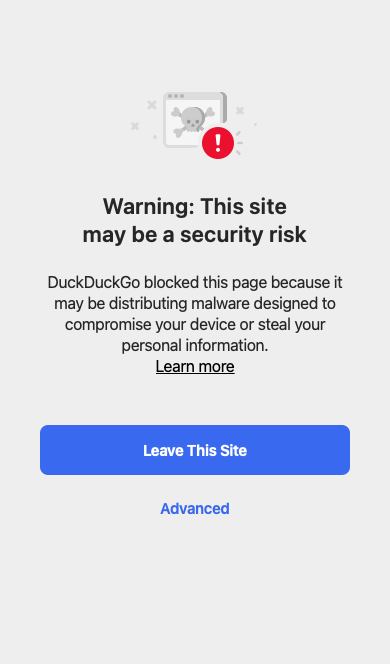 Warning: This site
may be a security risk
DuckDuckGo blocked this page because it
may be distributing malware designed to
compromise your device or steal your
personal information.
Learn more
Leave This Site
Advanced